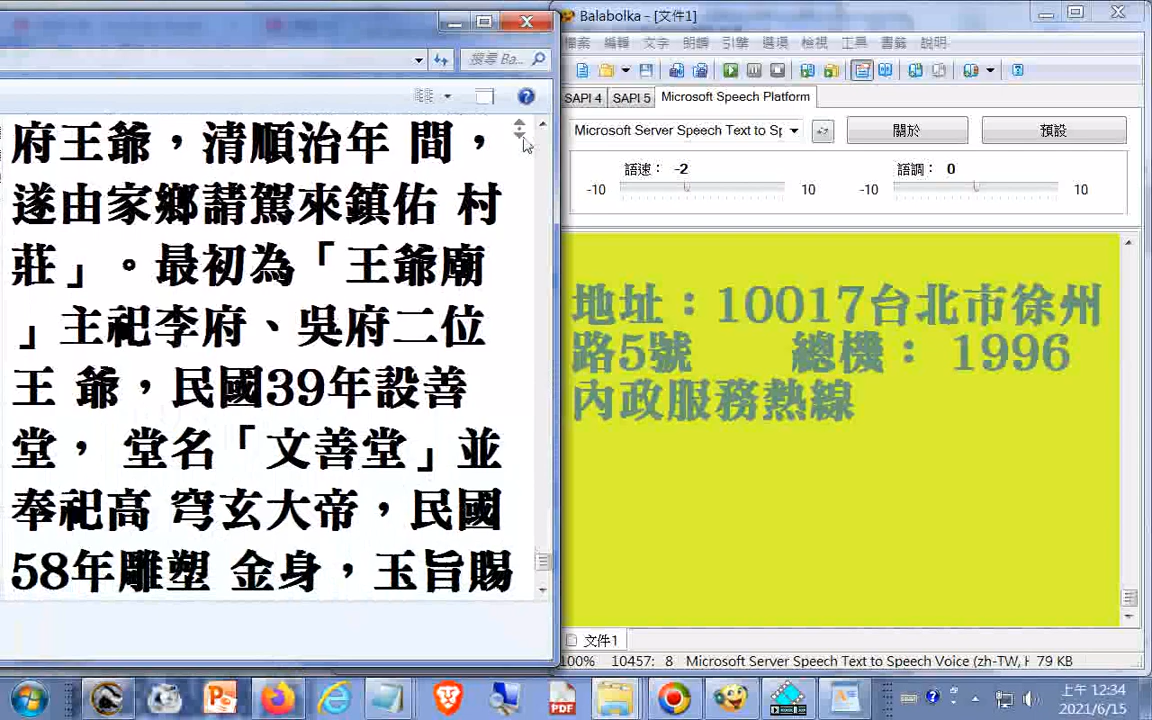 搜尋 Ba...
府王爺，清順治年 間，
遂由家鄉請駕來鎮佑 村
莊」。最初為「王爺廟
」主祀李府、吳府二位
王 爺，民國39年設善
堂， 堂名「文善堂」並
奉祀高 穹玄大帝，民國
58年雕塑 金身，玉旨賜
Balabolka - [文件1]
檔案 編輯 文字 朗讀 引擎 選項 檢視 工具 書籤 說明
SAPI 4 SAPI 5 Microsoft Speech Platform
Microsoft Server Speech Text to Sp 關於 預設
語速： -2 語調： 0
-10 10 -10 10
地址：10017台北市徐州
路5號 總機： 1996
內政服務熱線
文件1
100% 10457: 8 Microsoft Server Speech Text to Speech Voice (zh-TW, H 79 KB
PDF
上午 12:34
2021/6/15